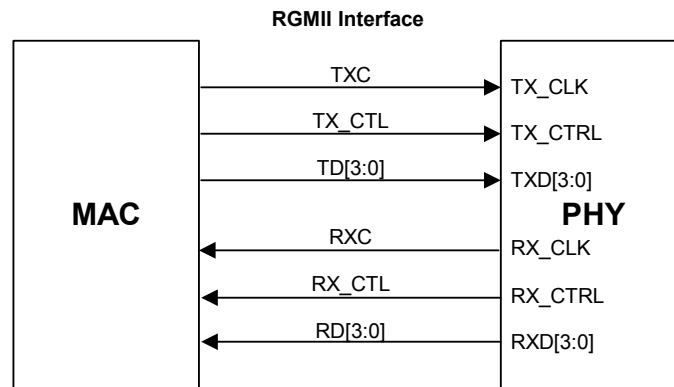 RGMII Interface
TXC
TX_CLK
TX_CTL
TX_CTRL
TD[3:0]
TXD[3:0]
MAC
PHY
RXC
RX_CLK
RX_CTL
RX_CTRL
RD[3:0]
RXD[3:0]